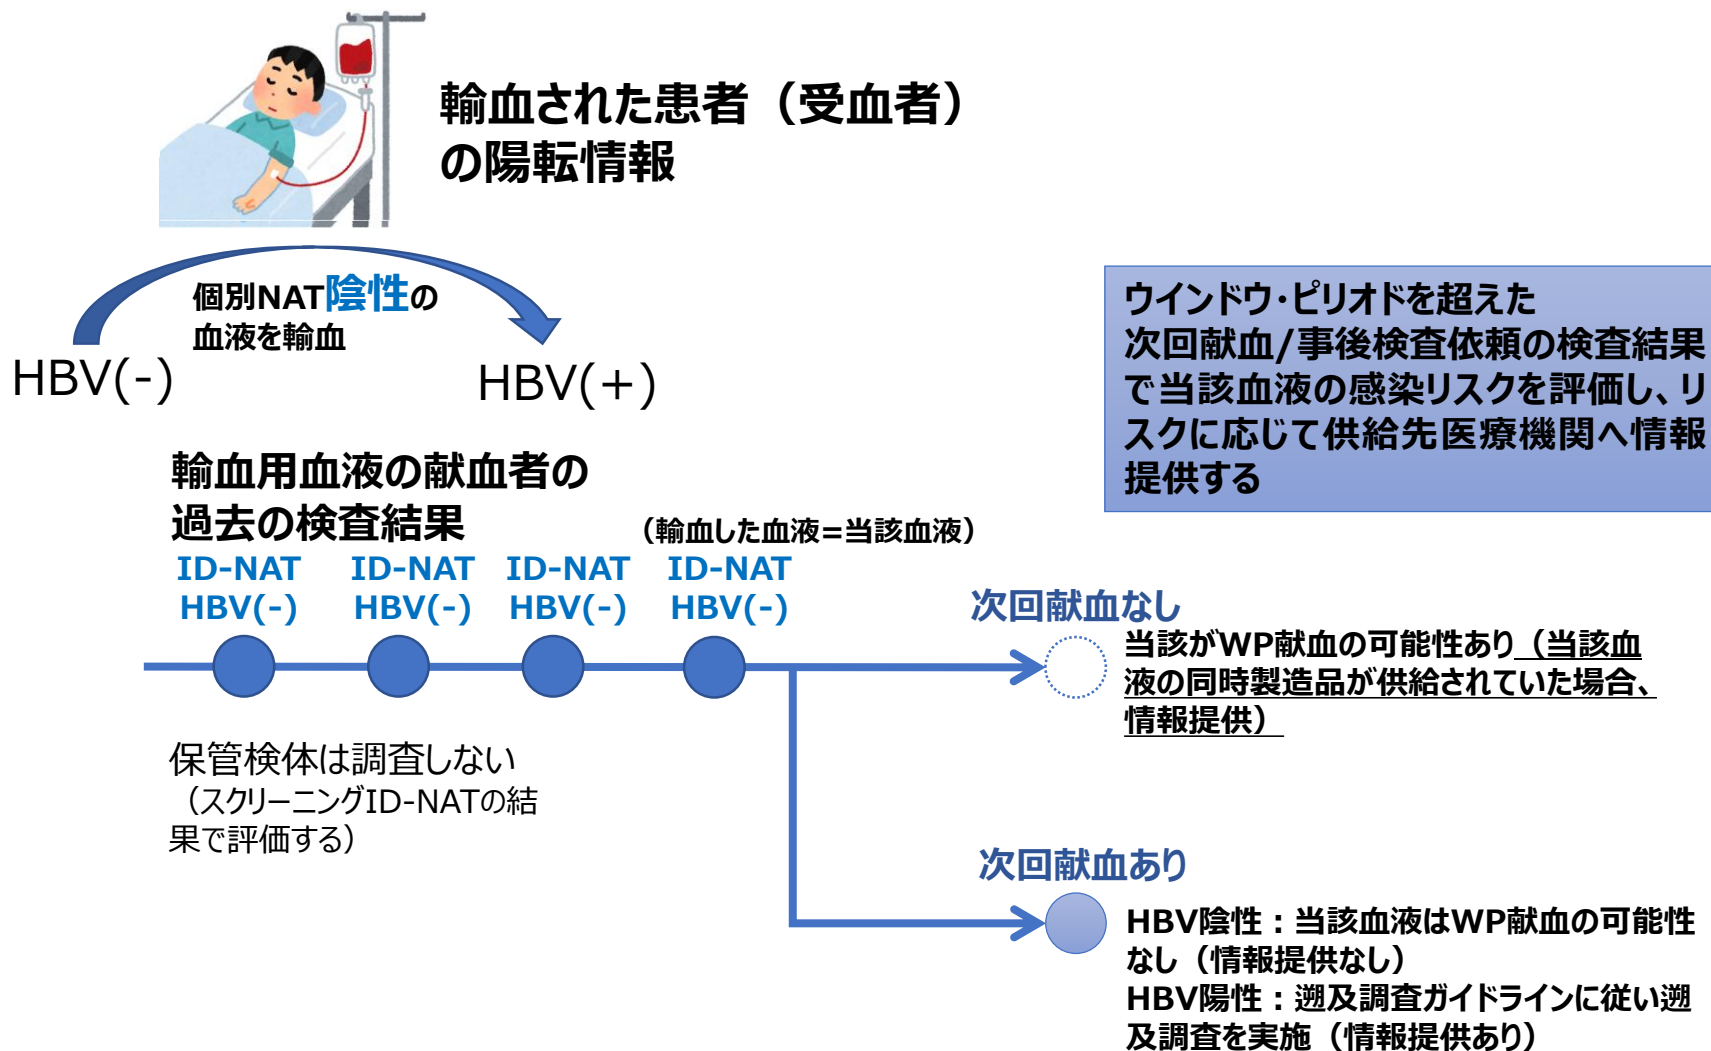 輸血された患者（受血者）
の陽転情報
個別NAT陰性の
血液を輸血
HBV(-)
HBV(+)
ウインドウ・ピリオドを超えた
次回献血/事後検査依頼の検査結果
で当該血液の感染リスクを評価し、リ
スクに応じて供給先医療機関へ情報
提供する
輸血用血液の献血者の
過去の検査結果
（輸血した血液=当該血液）
ID-NAT
HBV(-)
ID-NAT
HBV(-)
ID-NAT
HBV(-)
ID-NAT
HBV(-)
次回献血なし
当該がWP献血の可能性あり（当該血
液の同時製造品が供給されていた場合、
情報提供）
保管検体は調査しない
（スクリーニングID-NATの結
果で評価する）
次回献血あり
HBV陰性：当該血液はWP献血の可能性
なし（情報提供なし）
HBV陽性：遡及調査ガイドラインに従い遡
及調査を実施（情報提供あり）